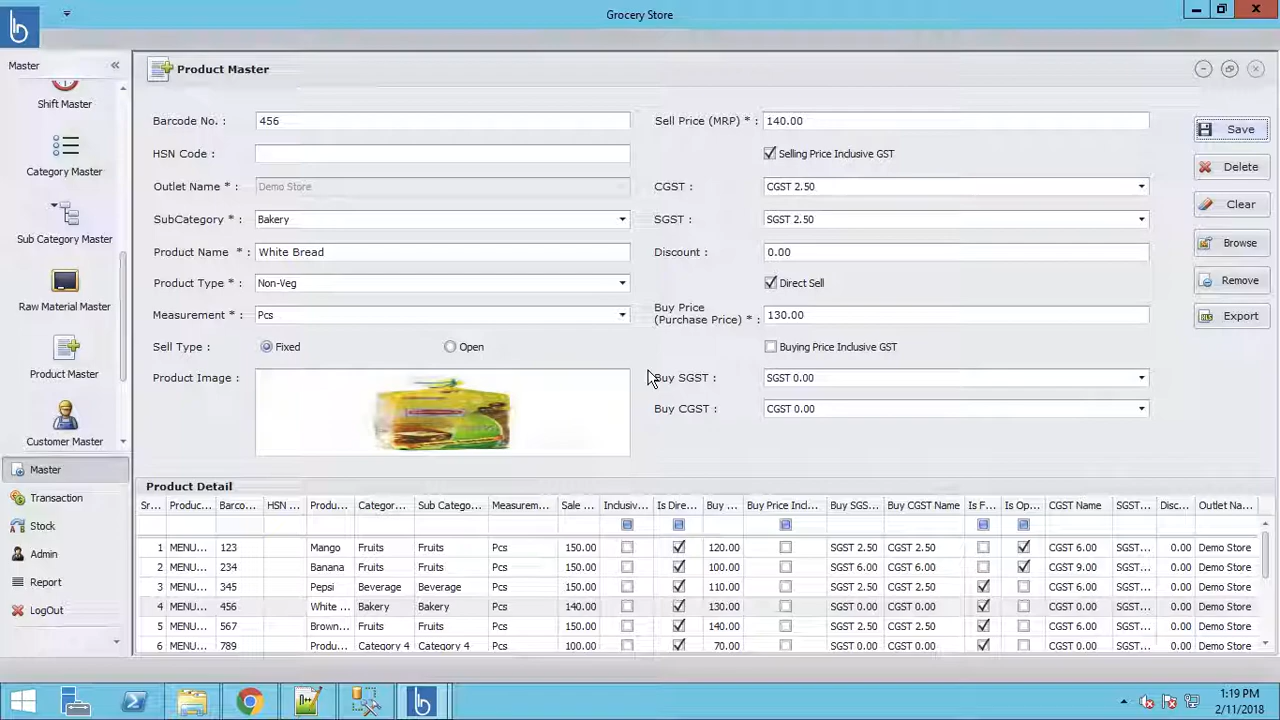 Grocery Store
Master
Product Master
Shift Master
Category Master
Sub Category Master
Raw Material Master
Product Master
Customer Master
Master
Transaction
Stock
Admin
Report
LogOut
Barcode No. : 456
HSN Code :
Outlet Name * : Demo Store
SubCategory * : Bakery
Product Name * : White Bread
Product Type * : Non-Veg
Measurement * : Pcs
Sell Type : Fixed Open
Product Image :
Sell Price (MRP) * : 140.00
Selling Price Inclusive GST
CGST : CGST 2.50
SGST : SGST 2.50
Discount : 0.00
Direct Sell
Buy Price
(Purchase Price) * : 130.00
Buying Price Inclusive GST
Buy SGST : SGST 0.00
Buy CGST : CGST 0.00
Save
Delete
Clear
Browse
Remove
Export
Product Detail
Sr... Produc... Barco... HSN ... Produ... Categor... Sub Catego... Measurem... Sale ... Inclusiv... Is Dire... Buy ... Buy Price Incl... Buy SGS... Buy CGST Name Is F... Is Op... CGST Name SGST... Disc... Outlet Na...
1 MENU... 123 Mango Fruits Fruits Pcs 150.00 120.00 SGST 2.50 CGST 2.50 CGST 6.00 SGST... 0.00 Demo Store
2 MENU... 234 Banana Fruits Fruits Pcs 150.00 100.00 SGST 6.00 CGST 6.00 CGST 9.00 SGST... 0.00 Demo Store
3 MENU... 345 Pepsi Beverage Beverage Pcs 150.00 110.00 SGST 2.50 CGST 2.50 CGST 6.00 SGST... 0.00 Demo Store
4 MENU... 456 White ... Bakery Bakery Pcs 140.00 130.00 SGST 0.00 CGST 0.00 CGST 2.50 SGST... 0.00 Demo Store
5 MENU... 567 Brown... Fruits Fruits Pcs 150.00 140.00 SGST 2.50 CGST 2.50 CGST 6.00 SGST... 0.00 Demo Store
6 MENU... 789 Produ... Category 4 Category 4 Pcs 100.00 70.00 SGST 0.00 CGST 0.00 CGST 0.00 SGST... 0.00 Demo Store
1:19 PM
2/11/2018